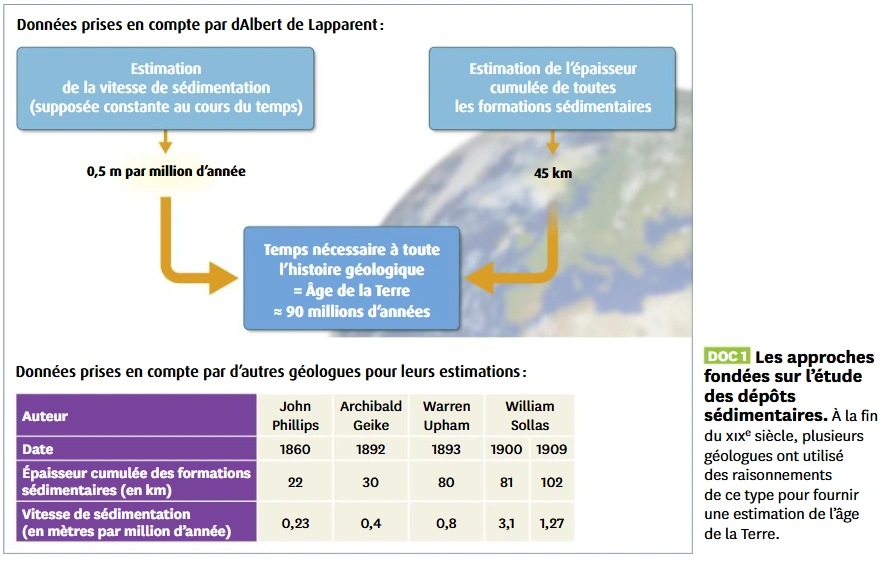 Données prises en compte par dAlbert de Lapparent :
Estimation
de la vitesse de sédimentation
(supposée constante au cours du temps)
Estimation de l'épaisseur
cumulée de toutes
les formations sédimentaires
0,5 m par million d'année
45 km
Temps nécessaire à toute
l'histoire géologique
= Âge de la Terre
≈ 90 millions d'années
Données prises en compte par d'autres géologues pour leurs estimations :
Auteur John Phillips Archibald Geike Warren Upham William Sollas
Date 1860 1892 1893 1900 1909
Épaisseur cumulée des formations
sédimentaires (en km) 22 30 80 81 102
Vitesse de sédimentation
(en mètres par million d'année) 0,23 0,4 0,8 3,1 1,27
DOC 1 Les approches
fondées sur l'étude
des dépôts
sédimentaires. À la fin
du XIXe siècle, plusieurs
géologues ont utilisé
des raisonnements
de ce type pour fournir
une estimation de l'âge
de la Terre.